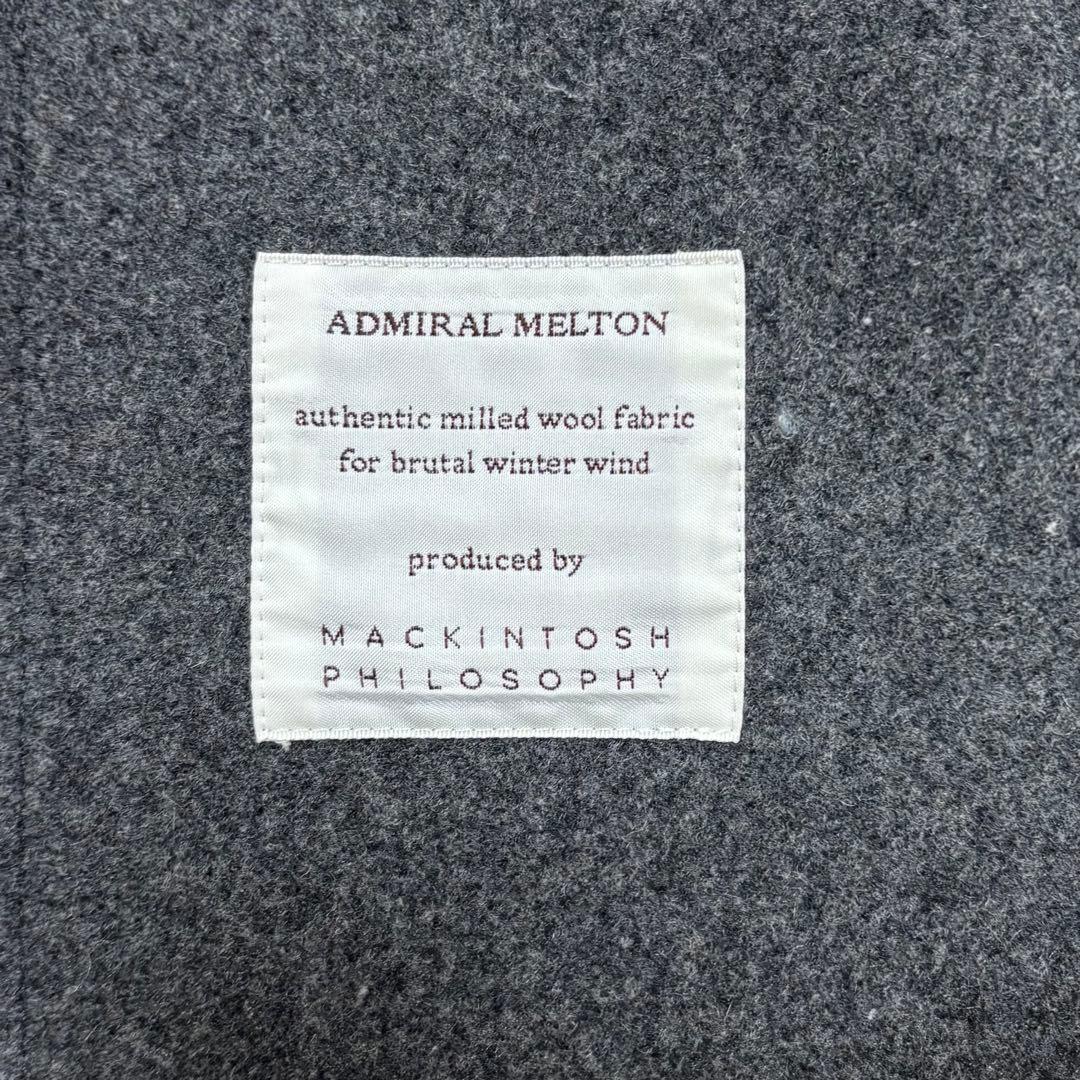 ADMIRAL MELTON
authentic milled wool fabric
for brutal winter wind
produced by
MACKINTOSH
PHILOSOPHY